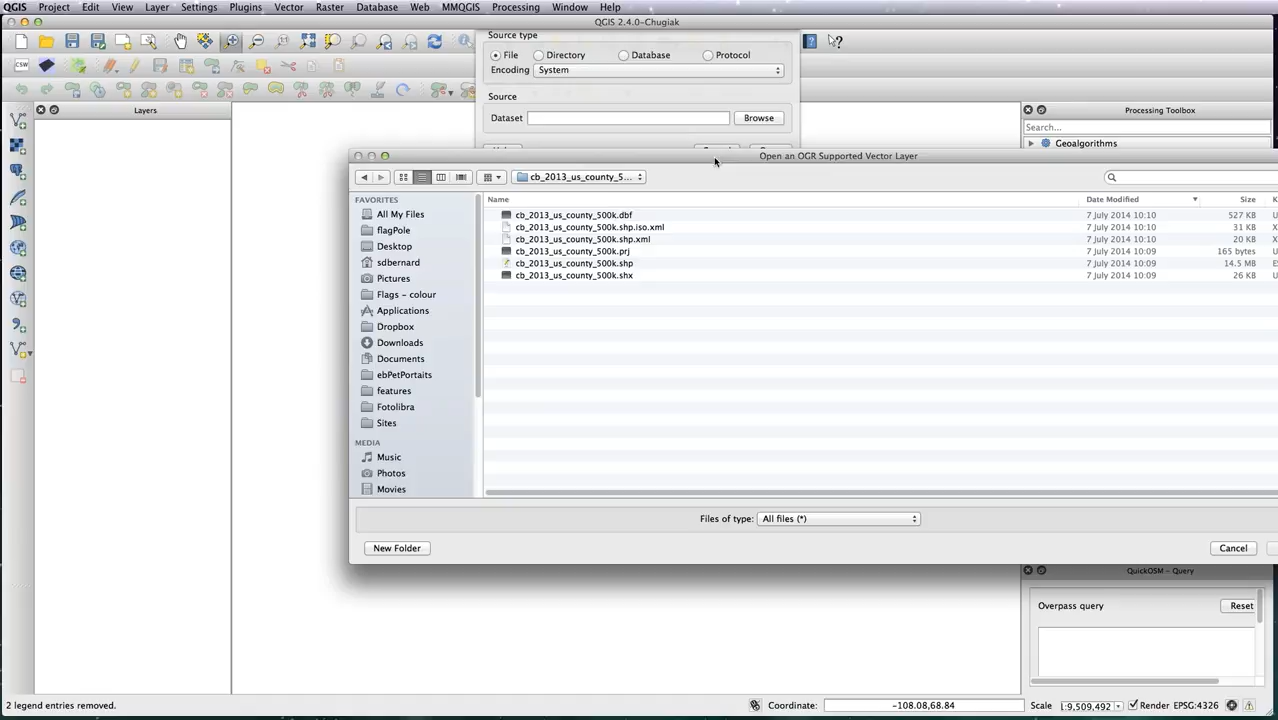 QGIS Project Edit View Layer Settings Plugins Vector Raster Database Web MMQGIS Processing Window Help
QGIS 2.4.0-Chugiak
Source type
File Directory Database Protocol
Encoding System
CSW
Source
Dataset Browse
Layers
Processing Toolbox
Search...
Geoalgorithms
Open an OGR Supported Vector Layer
cb_2013_us_county_5...
FAVORITES
All My Files
flagPole
Desktop
sdbernard
Pictures
Flags - colour
Applications
Dropbox
Downloads
Documents
ebPetPortaits
features
Fotolibra
Sites
MEDIA
Music
Photos
Movies
Name Date Modified Size K
cb_2013_us_county_500k.dbf 7 July 2014 10:10 527 KB U
cb_2013_us_county_500k.shp.iso.xml 7 July 2014 10:10 31 KB X
cb_2013_us_county_500k.shp.xml 7 July 2014 10:10 20 KB X
cb_2013_us_county_500k.prj 7 July 2014 10:09 165 bytes U
cb_2013_us_county_500k.shp 7 July 2014 10:09 14.5 MB ES
cb_2013_us_county_500k.shx 7 July 2014 10:09 26 KB U
Files of type: All files (*)
New Folder Cancel
QuickOSM - Query
Overpass query Reset
2 legend entries removed. Coordinate: -108.08,68.84 Scale 1:9,509,492 Render EPSG:4326